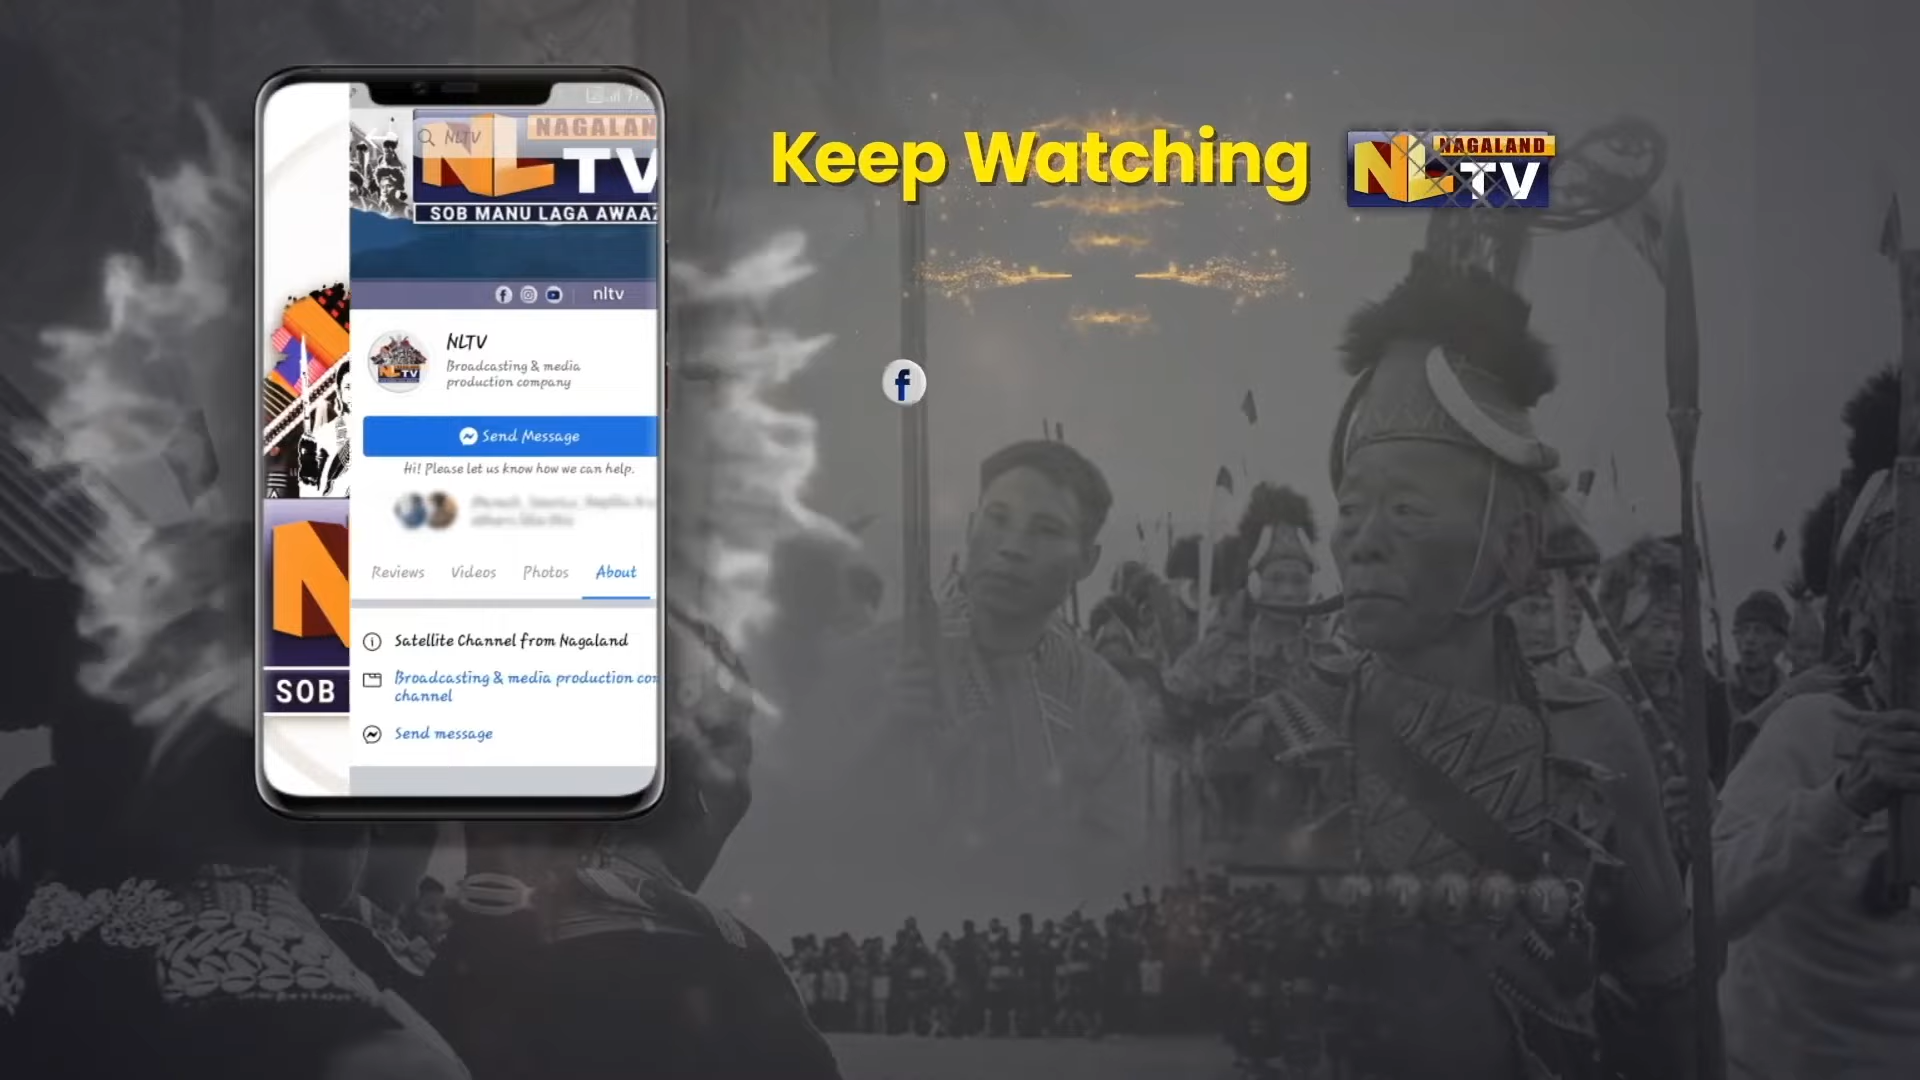 Keep Watching
NAGALAND
NL TV
NLTV
NAGALAN
NL TV
SOB MANU LAGA AWAAZ
nltv
NLTV
Broadcasting & media
production company
Send Message
Hi! Please let us know how we can help.
Reviews Videos Photos About
Satellite Channel from Nagaland
Broadcasting & media production con
channel
Send message
N
SOB